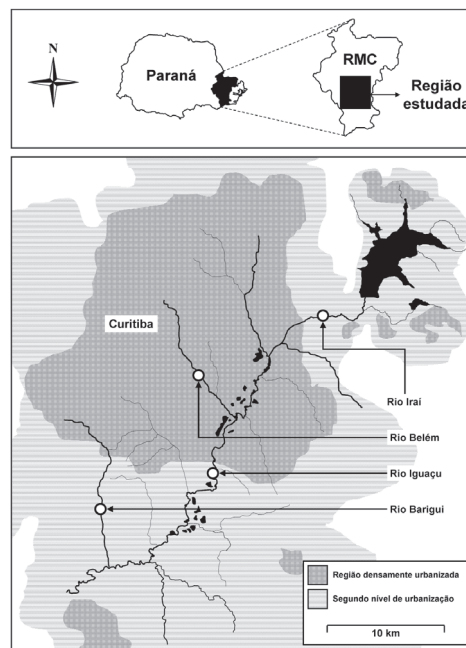 N
Paraná
RMC
Região
estudada
Curitiba
Rio Iraí
Rio Belém
Rio Iguaçu
Rio Barigui
Região densamente urbanizada
Segundo nível de urbanização
10 km